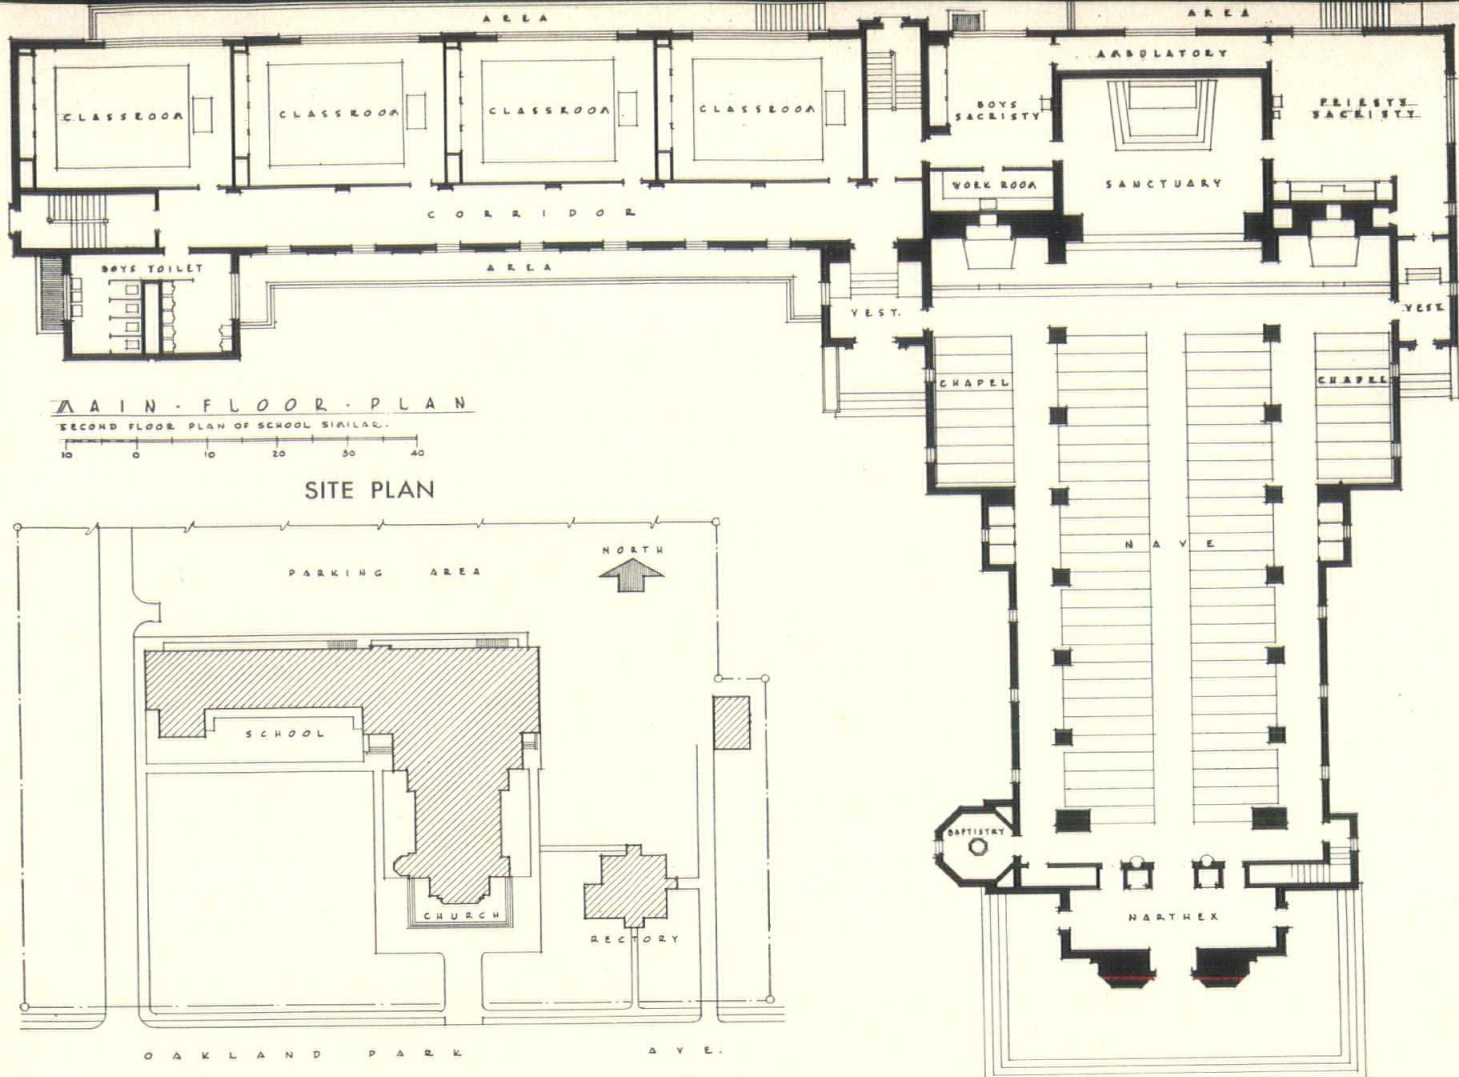 AREA
AREA
AMBULATORY
CLASSROOM
CLASSROOM
CLASSROOM
CLASSROOM
BOYS
SACRISTY
PRIESTS
SACRISTY
WORK ROOM
SANCTUARY
CORRIDOR
BOYS TOILET
AREA
VEST.
VEST.
CHAPEL
CHAPEL
MAIN-FLOOR-PLAN
SECOND FLOOR PLAN OF SCHOOL SIMILAR.
10 0 10 20 30 40
SITE PLAN
NAVE
NORTH
PARKING AREA
SCHOOL
BAPTISTRY
CHURCH
NARTHEX
RECTORY
OAKLAND PARK AVE.